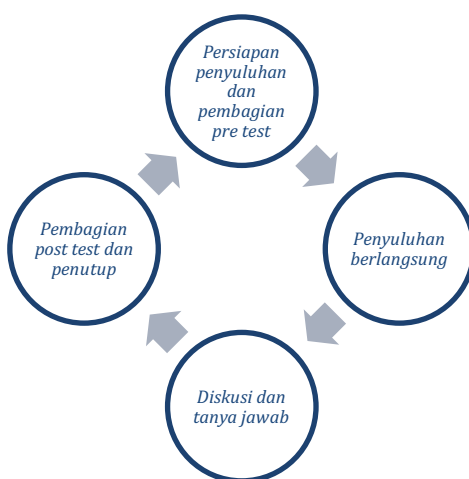 Persiapan
penyuluhan
dan
pembagian
pre test
Penyuluhan
berlangsung
Diskusi dan
tanya jawab
Pembagian
post test dan
penutup